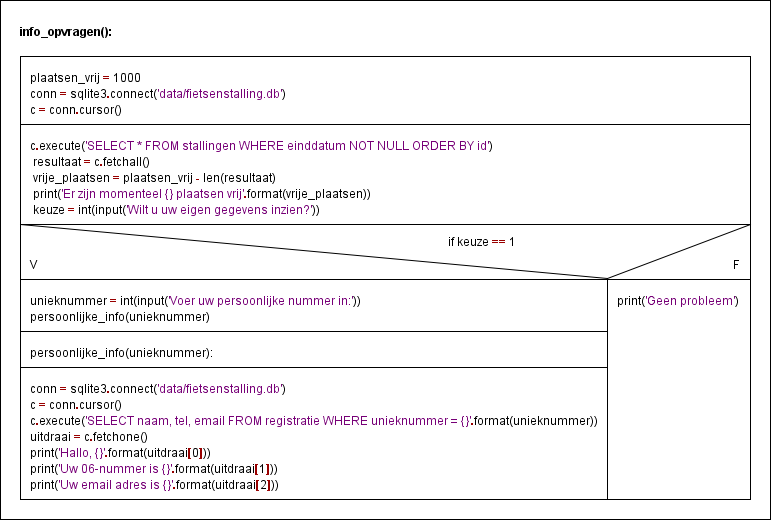 info_opvragen():
plaatsen_vrij = 1000
conn = sqlite3.connect('data/fietsenstalling.db')
c = conn.cursor()
c.execute('SELECT * FROM stallingen WHERE einddatum NOT NULL ORDER BY id')
resultaat = c.fetchall()
vrije_plaatsen = plaatsen_vrij - len(resultaat)
print('Er zijn momenteel {} plaatsen vrij'.format(vrije_plaatsen))
keuze = int(input('Wilt u uw eigen gegevens inzien?'))
if keuze == 1
V
F
unieknummer = int(input('Voer uw persoonlijke nummer in:'))
persoonlijke_info(unieknummer)
print('Geen probleem')
persoonlijke_info(unieknummer):
conn = sqlite3.connect('data/fietsenstalling.db')
c = conn.cursor()
c.execute('SELECT naam, tel, email FROM registratie WHERE unieknummer = {}'.format(unieknummer))
uitdraai = c.fetchone()
print('Hallo, {}'.format(uitdraai[0]))
print('Uw 06-nummer is {}'.format(uitdraai[1]))
print('Uw email adres is {}'.format(uitdraai[2]))